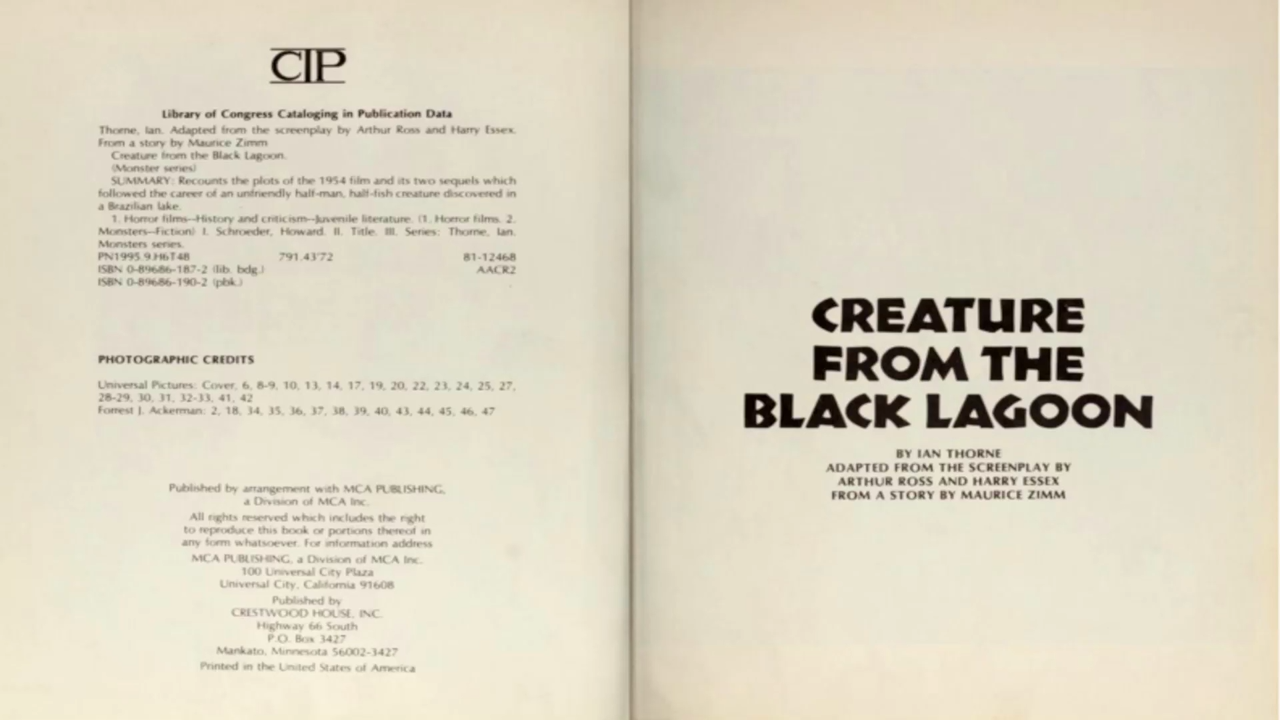 CIP
Library of Congress Cataloging in Publication Data
Thorne, Ian. Adapted from the screenplay by Arthur Ross and Harry Essex.
From a story by Maurice Zimm
Creature from the Black Lagoon.
(Monster series)
SUMMARY: Recounts the plots of the 1954 film and its two sequels which
followed the career of an unfriendly half-man, half-fish creature discovered in
a Brazilian lake.
1. Horror films--History and criticism--Juvenile literature. (1. Horror films. 2.
Monsters--Fiction) I. Schroeder, Howard. II. Title. III. Series: Thorne, Ian.
Monsters series.
PN1995.9.H6T48 791.43'72 81-12468
ISBN 0-89686-187-2 (lib. bdg.) AACR2
ISBN 0-89686-190-2 (pbk.)
PHOTOGRAPHIC CREDITS
Universal Pictures: Cover, 6, 8-9, 10, 13, 14, 17, 19, 20, 22, 23, 24, 25, 27,
28-29, 30, 31, 32-33, 41, 42
Forrest J. Ackerman: 2, 18, 34, 35, 36, 37, 38, 39, 40, 43, 44, 45, 46, 47
Published by arrangement with MCA PUBLISHING,
a Division of MCA Inc.
All rights reserved which includes the right
to reproduce this book or portions thereof in
any form whatsoever. For information address
MCA PUBLISHING, a Division of MCA Inc.
100 Universal City Plaza
Universal City, California 91608
Published by
CRESTWOOD HOUSE, INC.
Highway 66 South
P.O. Box 3427
Mankato, Minnesota 56002-3427
Printed in the United States of America
CREATURE
FROM THE
BLACK LAGOON
BY IAN THORNE
ADAPTED FROM THE SCREENPLAY BY
ARTHUR ROSS AND HARRY ESSEX
FROM A STORY BY MAURICE ZIMM